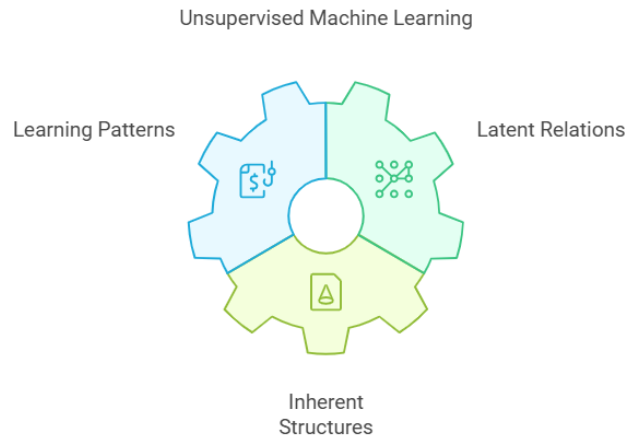 Unsupervised Machine Learning
Learning Patterns
Latent Relations
$
Inherent
Structures